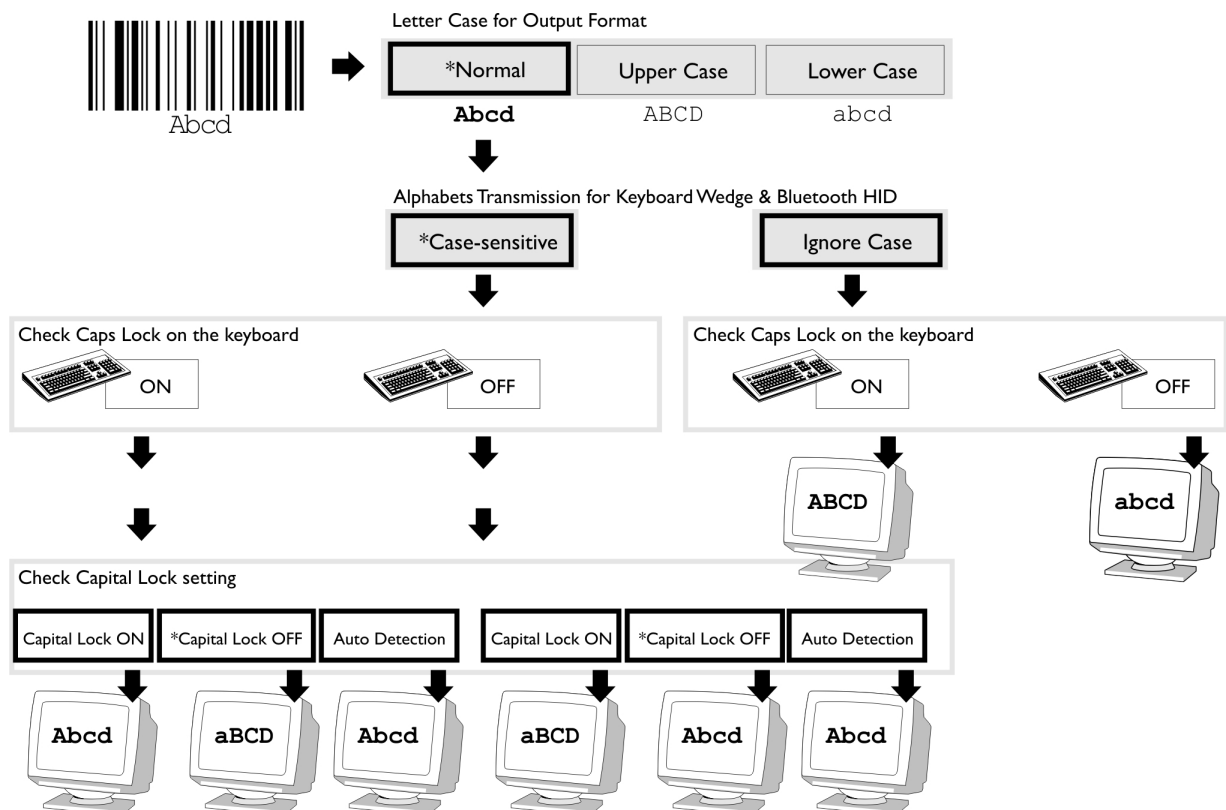 Letter Case for Output Format
*Normal Upper Case Lower Case
Abcd
Abcd ABCD abcd
Alphabets Transmission for Keyboard Wedge & Bluetooth HID
*Case-sensitive Ignore Case
Check Caps Lock on the keyboard Check Caps Lock on the keyboard
ON OFF ON OFF
ABCD abcd
Check Capital Lock setting
Capital Lock ON *Capital Lock OFF Auto Detection Capital Lock ON *Capital Lock OFF Auto Detection
Abcd aBCD Abcd aBCD Abcd Abcd